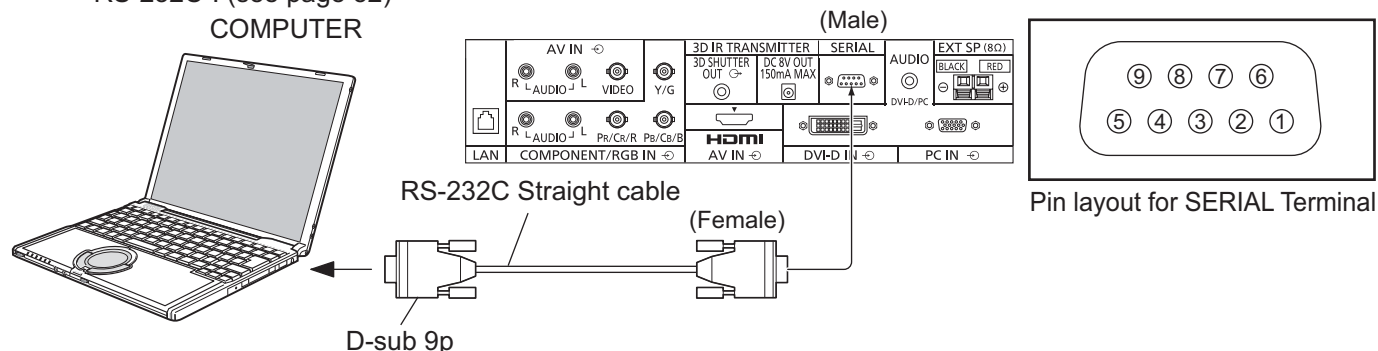 RS-232C
COMPUTER
(Male)
AV IN
3D IR TRANSMITTER
SERIAL
AUDIO
EXT SP (8Ω)
3D SHUTTER
OUT
DC 8V OUT
150mA MAX
BLACK
RED
R AUDIO L
VIDEO
Y/G
DVI-D/PC
R AUDIO L
PR/CR/R
PB/CB/B
HDMI
LAN
COMPONENT/RGB IN
AV IN
DVI-D IN
PC IN
9 8 7 6
5 4 3 2 1
Pin layout for SERIAL Terminal
RS-232C Straight cable
(Female)
D-sub 9p